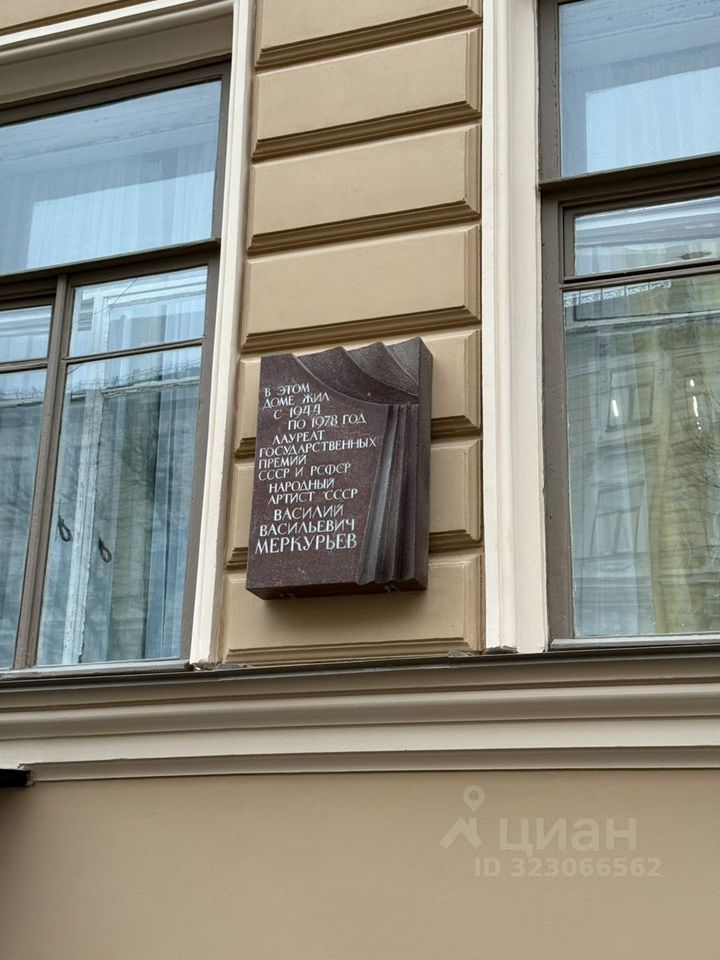 В ЭТОМ
ДОМЕ ЖИЛ
С 1944
ПО 1978 ГОД
ЛАУРЕАТ
ГОСУДАРСТВЕННЫХ
ПРЕМИЙ
СССР И РСФСР
НАРОДНЫЙ
АРТИСТ СССР
ВАСИЛИЙ
ВАСИЛЬЕВИЧ
МЕРКУРЬЕВ
циан
ID 323066562